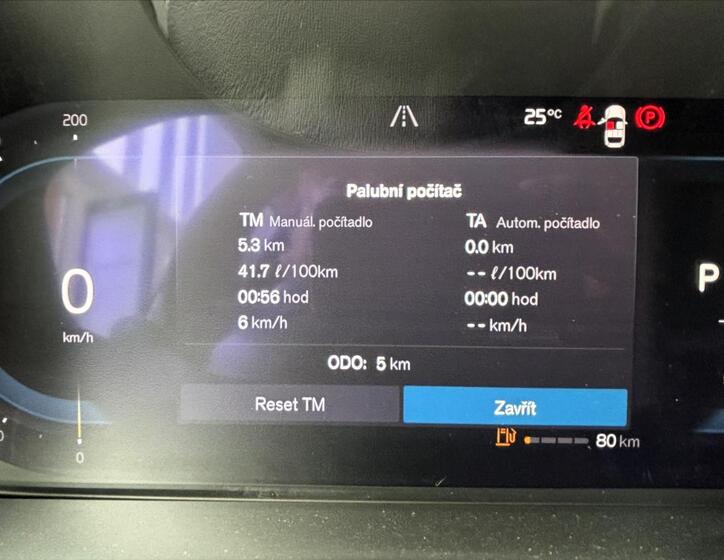 200
25°C
P
Palubní počítač
TM Manuál. počítadlo
TA Autom. počítadlo
5.3 km
0.0 km
41.7 ℓ/100km
-- ℓ/100km
00:56 hod
00:00 hod
6 km/h
-- km/h
0
km/h
P
ODO: 5 km
Reset TM
Zavřít
80 km
0
0